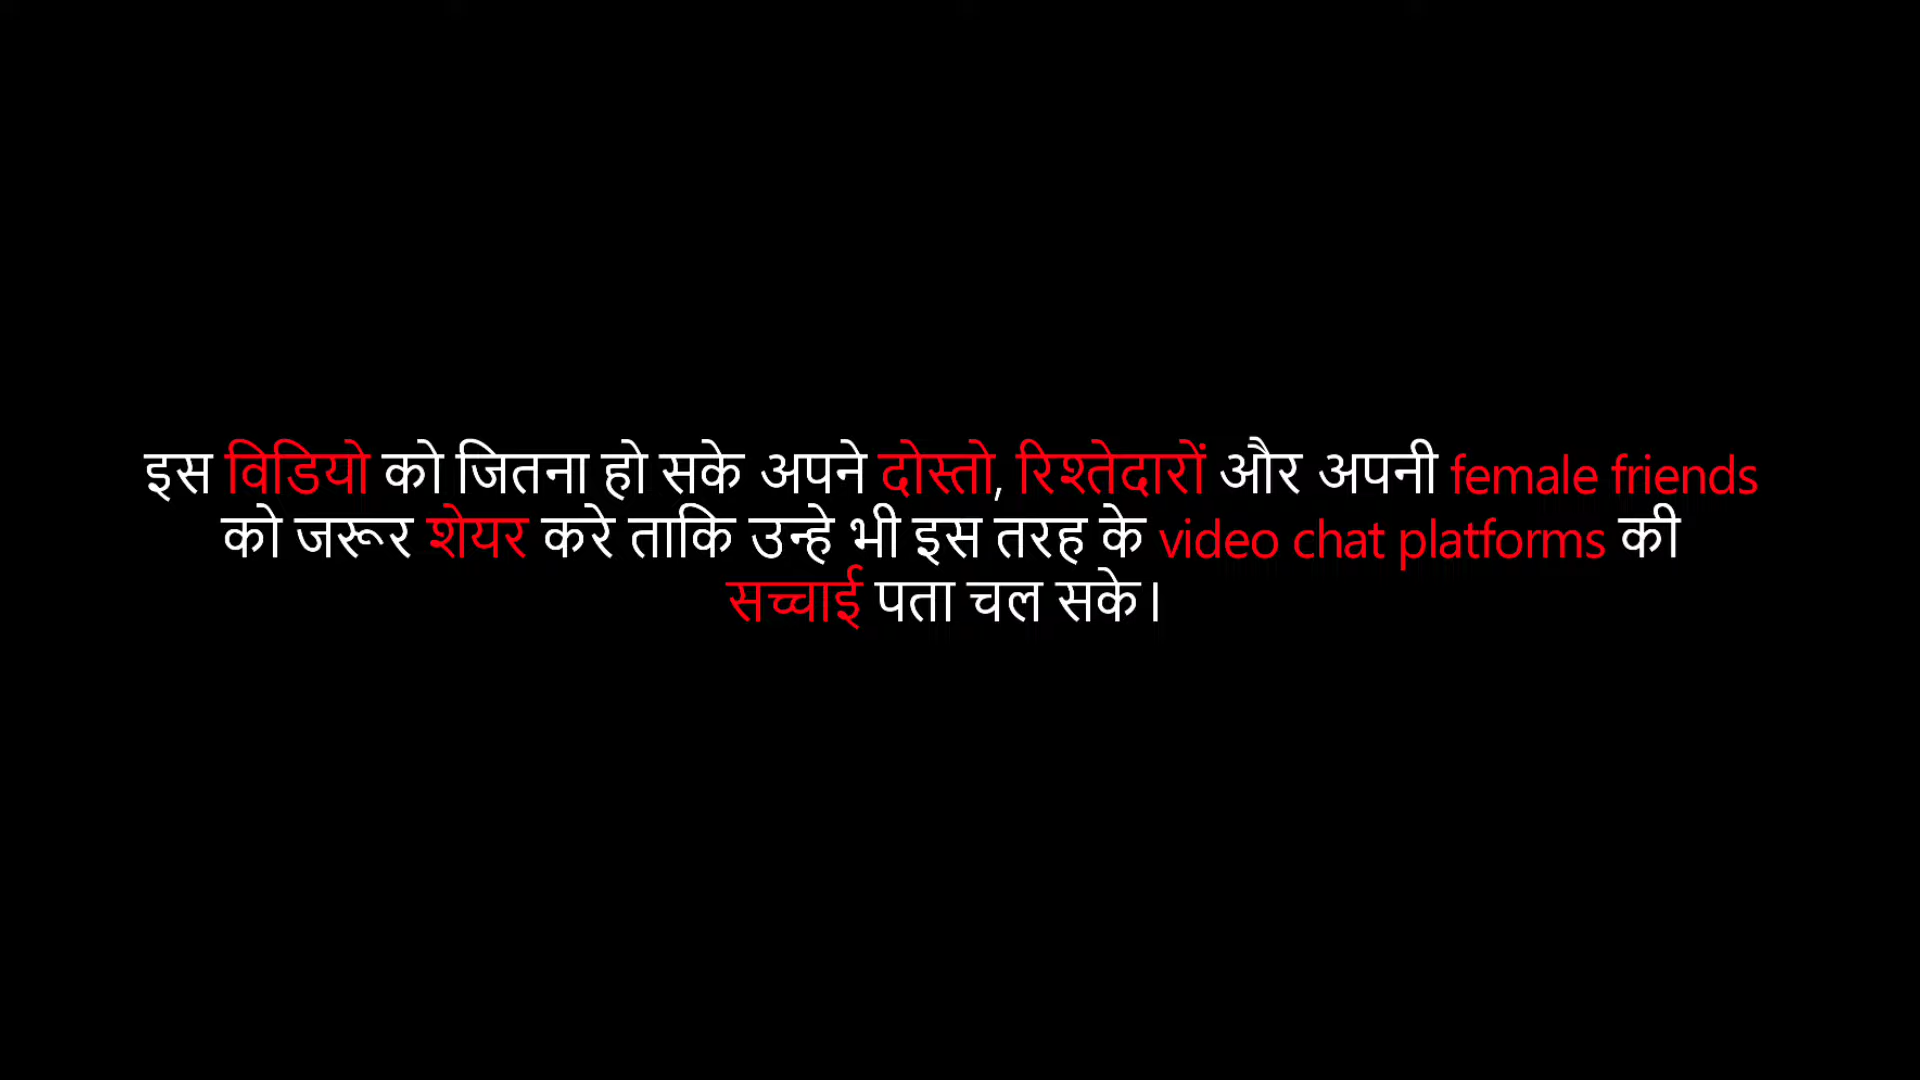 इस विडियो को जितना हो सके अपने दोस्तो, रिश्तेदारों और अपनी female friends
को जरूर शेयर करे ताकि उन्हे भी इस तरह के video chat platforms की
सच्चाई पता चल सके।